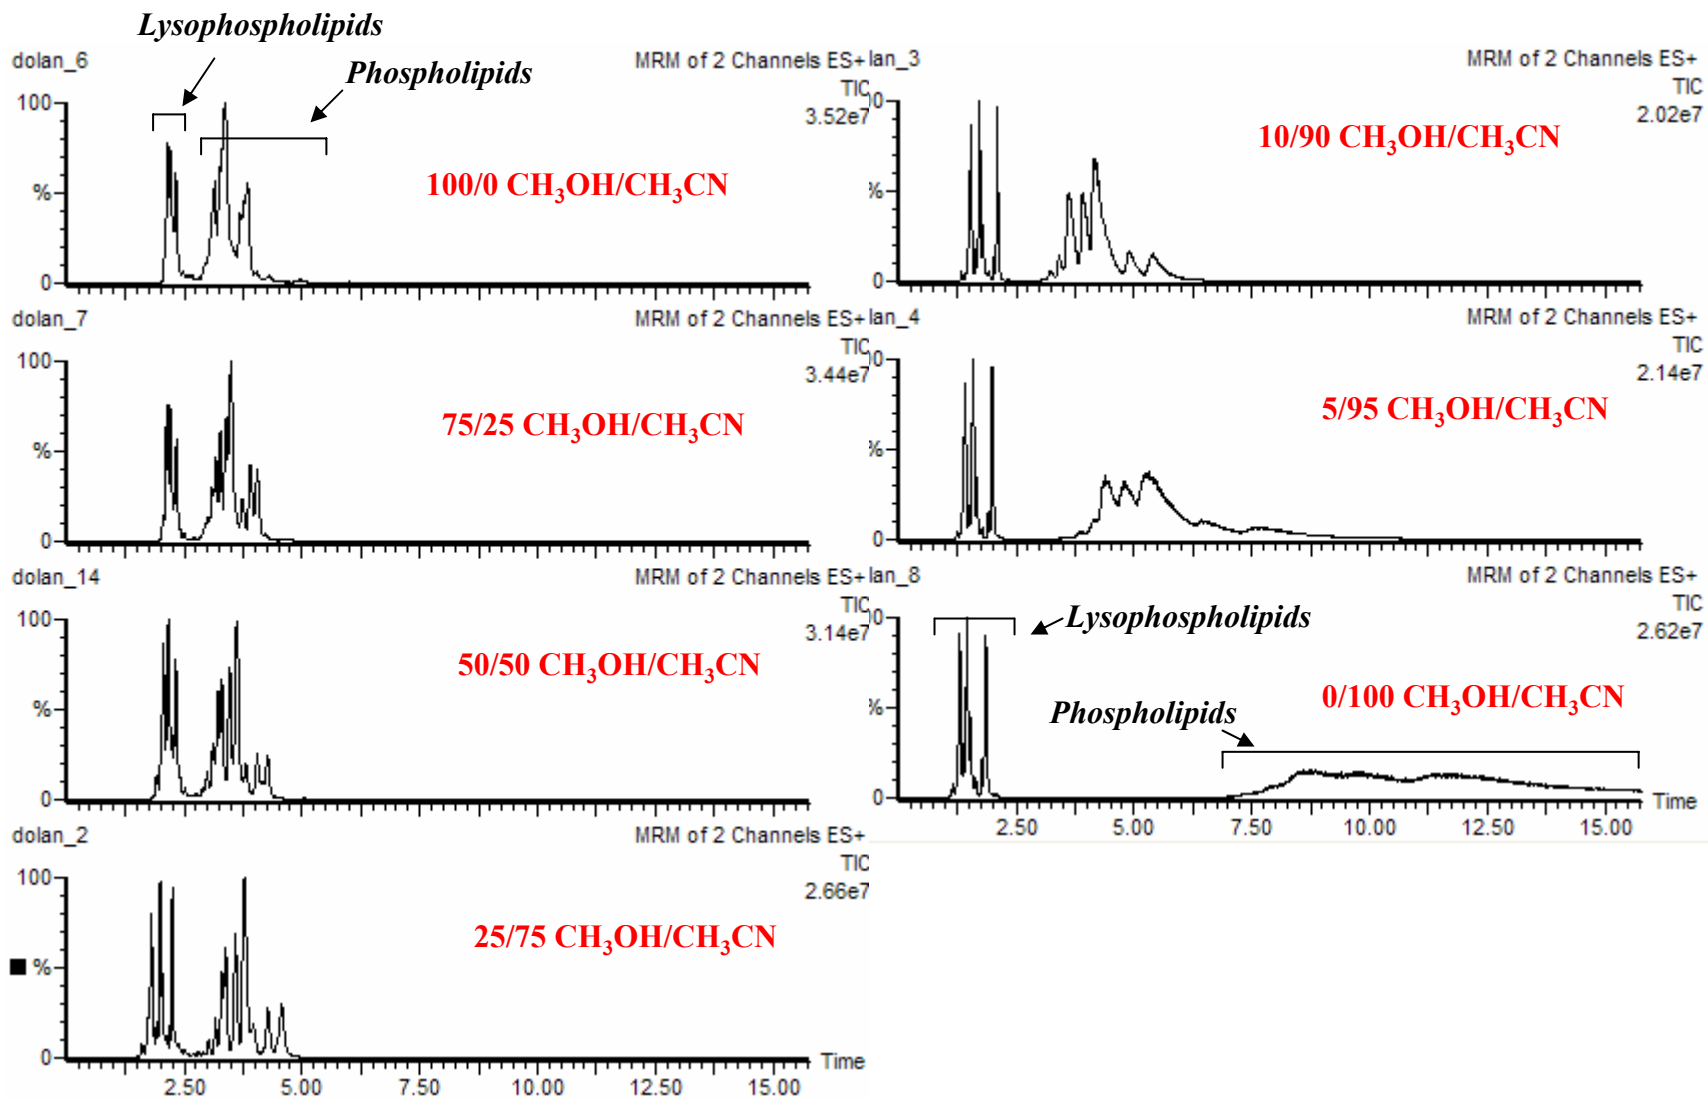 Lysophospholipids
dolan_6
MRM of 2 Channels ES+
Phospholipids
TIC
3.52e7
100
%
0
100/0 CH₃OH/CH₃CN
dolan_7
MRM of 2 Channels ES+
TIC
3.44e7
100
%
0
75/25 CH₃OH/CH₃CN
dolan_14
MRM of 2 Channels ES+
TIC
3.14e7
100
%
0
50/50 CH₃OH/CH₃CN
dolan_2
MRM of 2 Channels ES+
TIC
2.66e7
100
%
0
25/75 CH₃OH/CH₃CN
Time
2.50 5.00 7.50 10.00 12.50 15.00
lan_3
MRM of 2 Channels ES+
TIC
2.02e7
0
%
0
10/90 CH₃OH/CH₃CN
lan_4
MRM of 2 Channels ES+
TIC
2.14e7
0
%
0
5/95 CH₃OH/CH₃CN
lan_8
MRM of 2 Channels ES+
TIC
2.62e7
0
%
0
Lysophospholipids
0/100 CH₃OH/CH₃CN
Phospholipids
Time
2.50 5.00 7.50 10.00 12.50 15.00